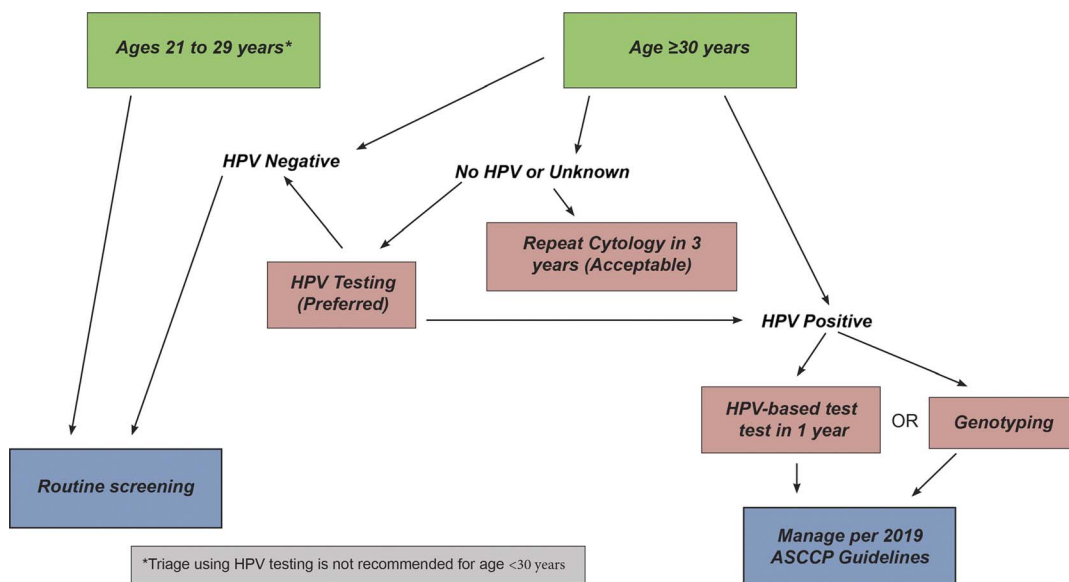 Ages 21 to 29 years*
Age ≥30 years
HPV Negative
No HPV or Unknown
Repeat Cytology in 3
years (Acceptable)
HPV Testing
(Preferred)
HPV Positive
HPV-based test
test in 1 year
OR
Genotyping
Routine screening
Manage per 2019
ASCCP Guidelines
*Triage using HPV testing is not recommended for age <30 years